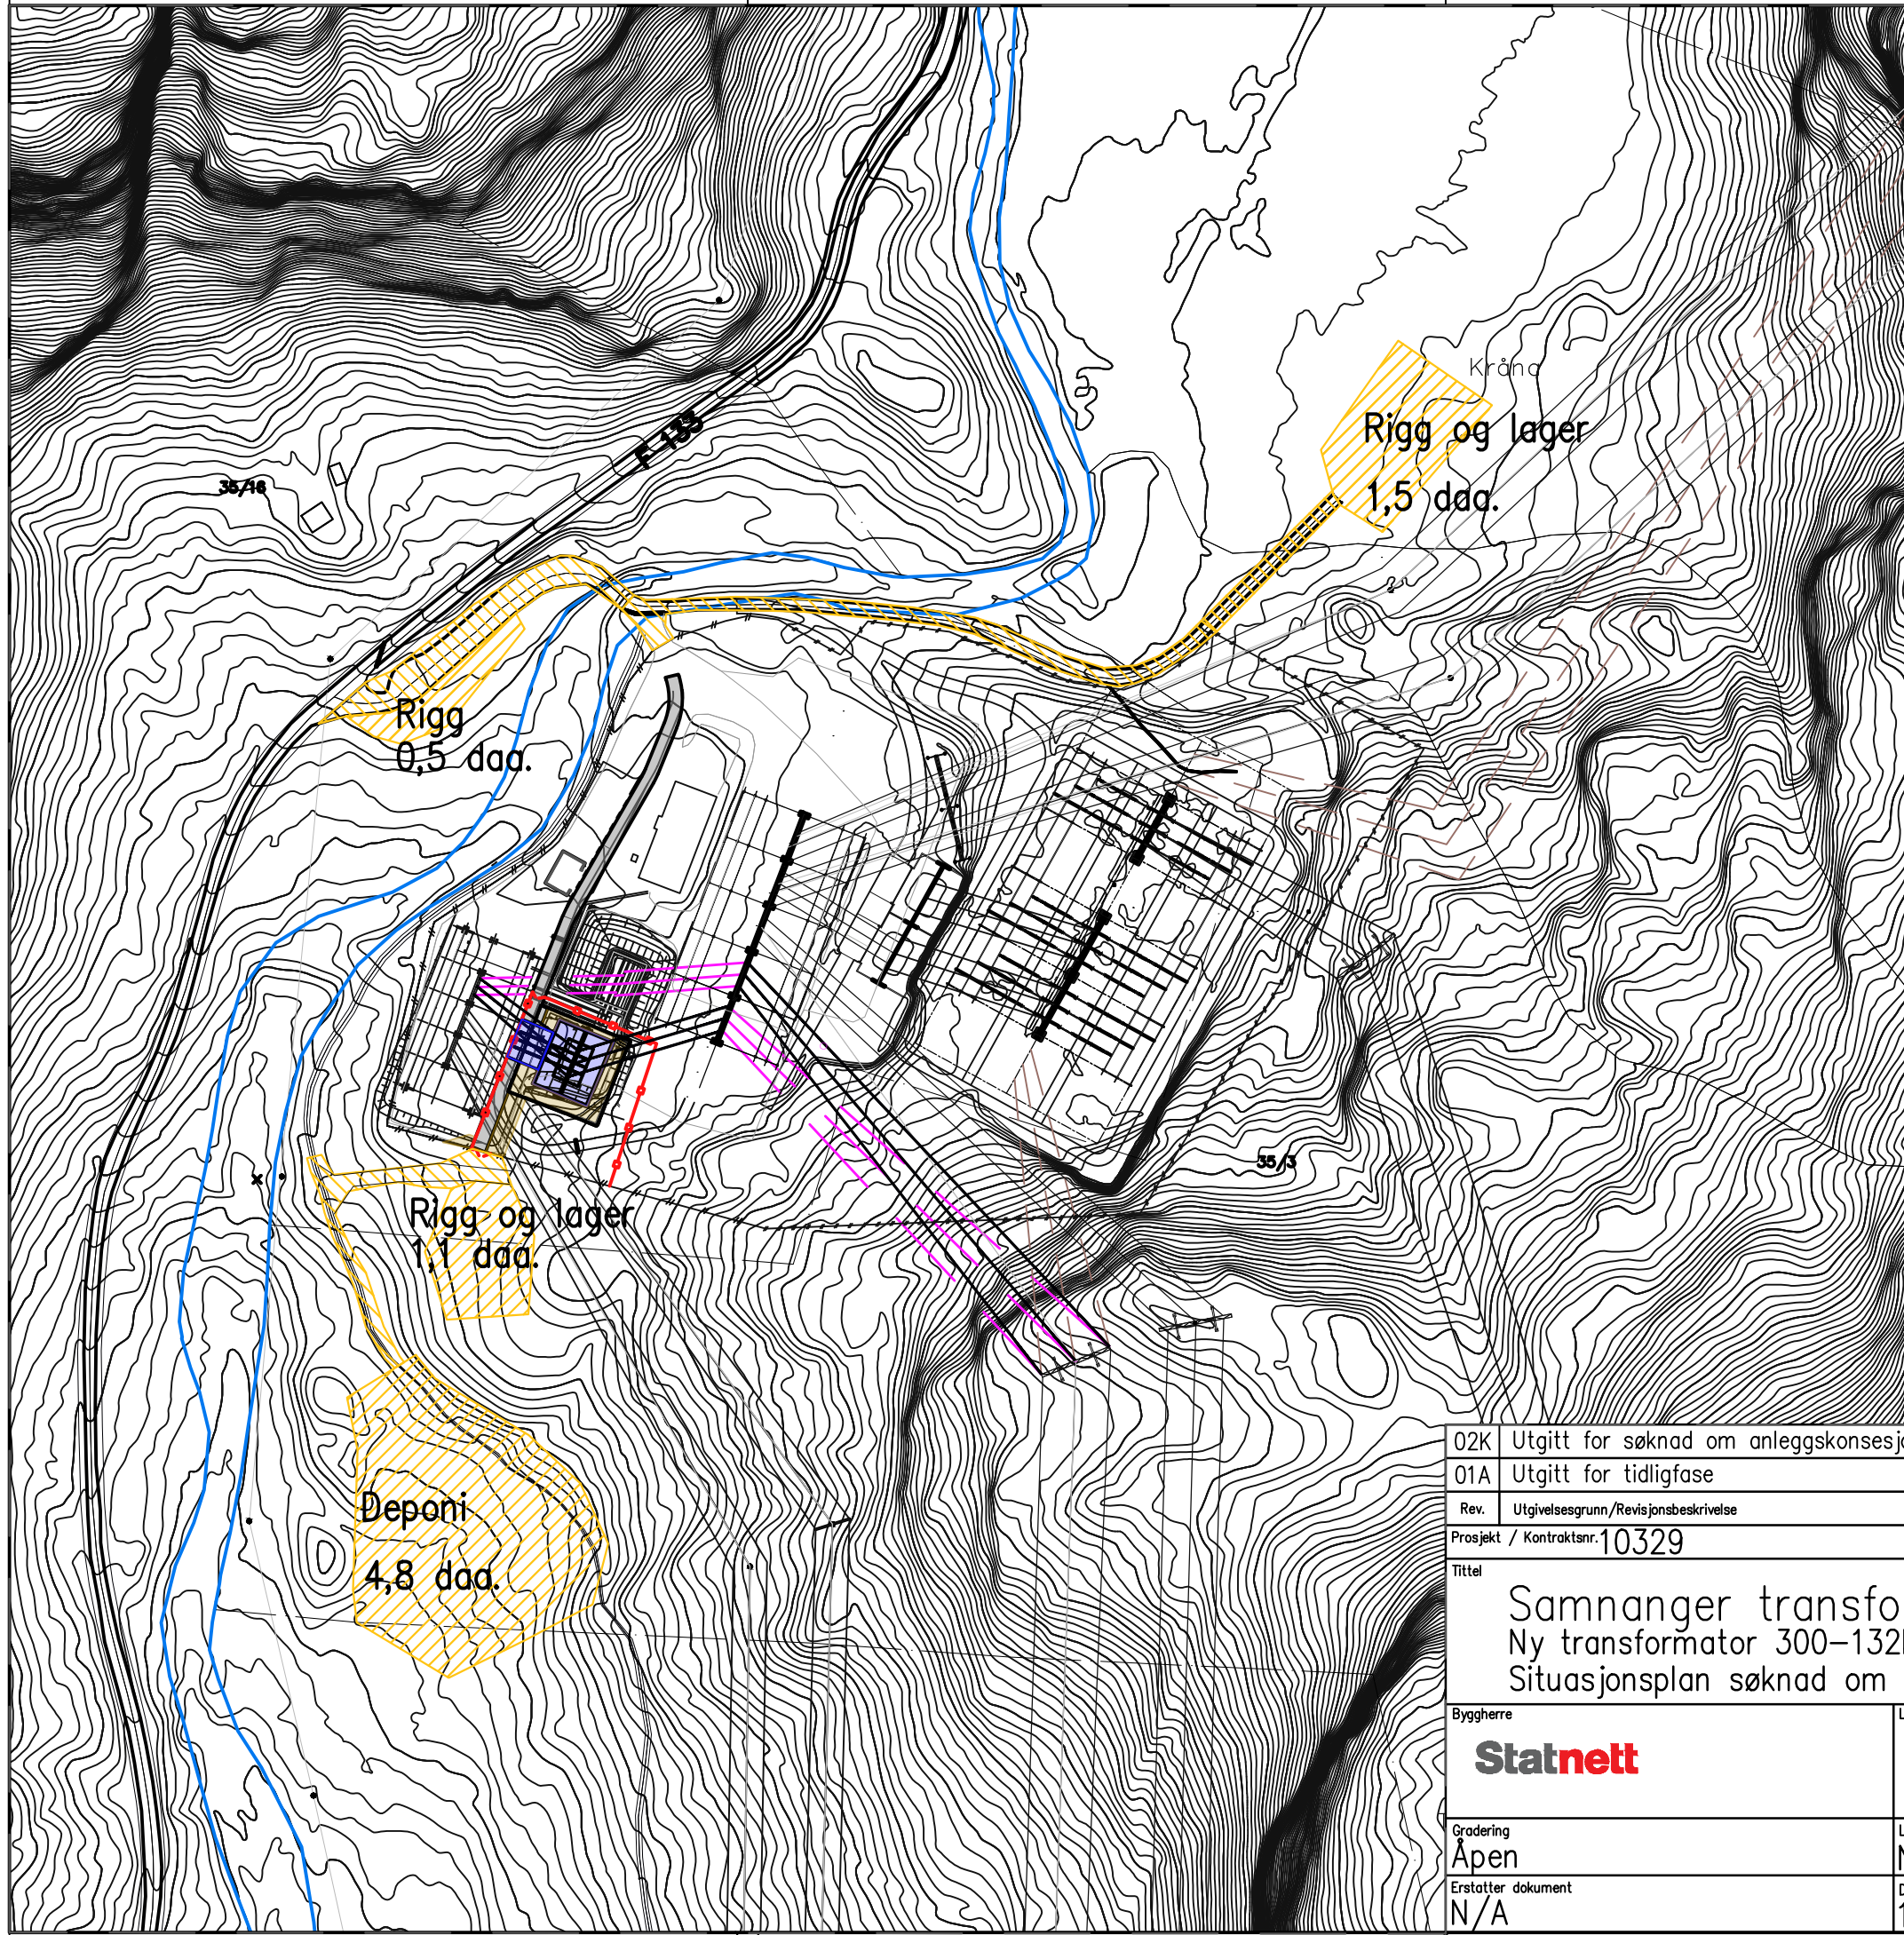 Kråna
Rigg og lager
1,5 daa.
F 133
35/16
Rigg
0,5 daa.
35/3
Rigg og lager
1,1 daa.
Deponi
4,8 daa.
02K Utgitt for søknad om anleggskonsesj
01A Utgitt for tidligfase
Rev. Utgivelsesgrunn/Revisjonsbeskrivelse
Prosjekt / Kontraktsnr. 10329
Tittel
Samnanger transfo
Ny transformator 300-132
Situasjonsplan søknad om
Byggherre
Statnett
Gradering
Åpen
Erstatter dokument
N/A